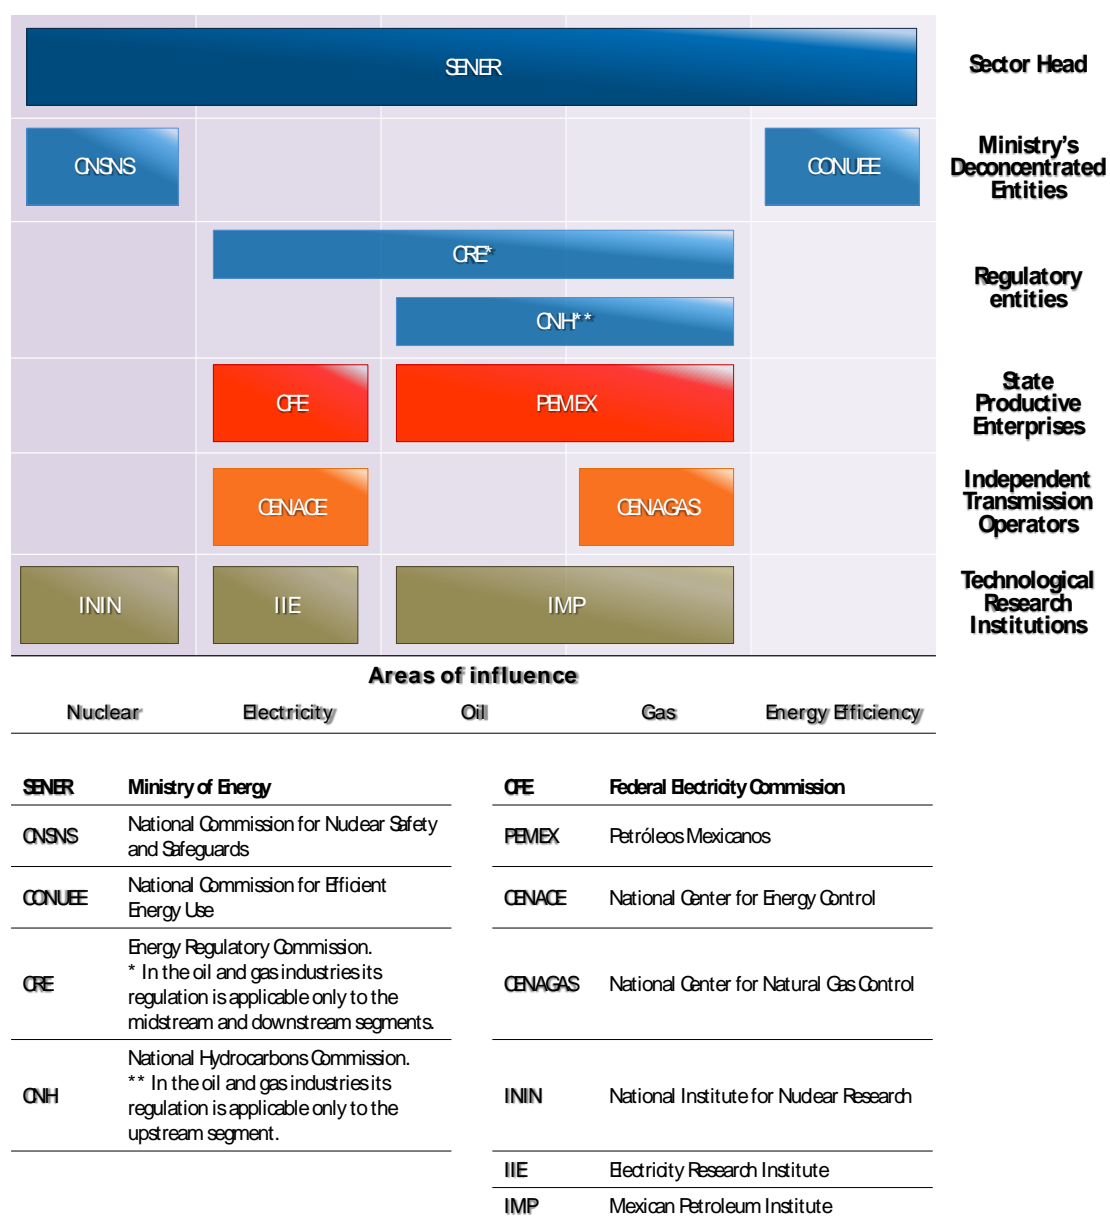 SENER
Sector Head
CNSNS
CONUEE
Ministry's
Deconcentrated
Entities
CRE*
CNH**
Regulatory
entities
CFE
PEMEX
State
Productive
Enterprises
CENACE
CENAGAS
Independent
Transmission
Operators
ININ
IIE
IMP
Technological
Research
Institutions
Areas of influence
Nuclear
Electricity
Oil
Gas
Energy Efficiency
SENER
Ministry of Energy
CNSNS
National Commission for Nuclear Safety
and Safeguards
CONUEE
National Commission for Efficient
Energy Use
CRE
Energy Regulatory Commission.
* In the oil and gas industries its
regulation is applicable only to the
midstream and downstream segments.
CNH
National Hydrocarbons Commission.
** In the oil and gas industries its
regulation is applicable only to the
upstream segment.
CFE
Federal Electricity Commission
PEMEX
Petróleos Mexicanos
CENACE
National Center for Energy Control
CENAGAS
National Center for Natural Gas Control
ININ
National Institute for Nuclear Research
IIE
Electricity Research Institute
IMP
Mexican Petroleum Institute